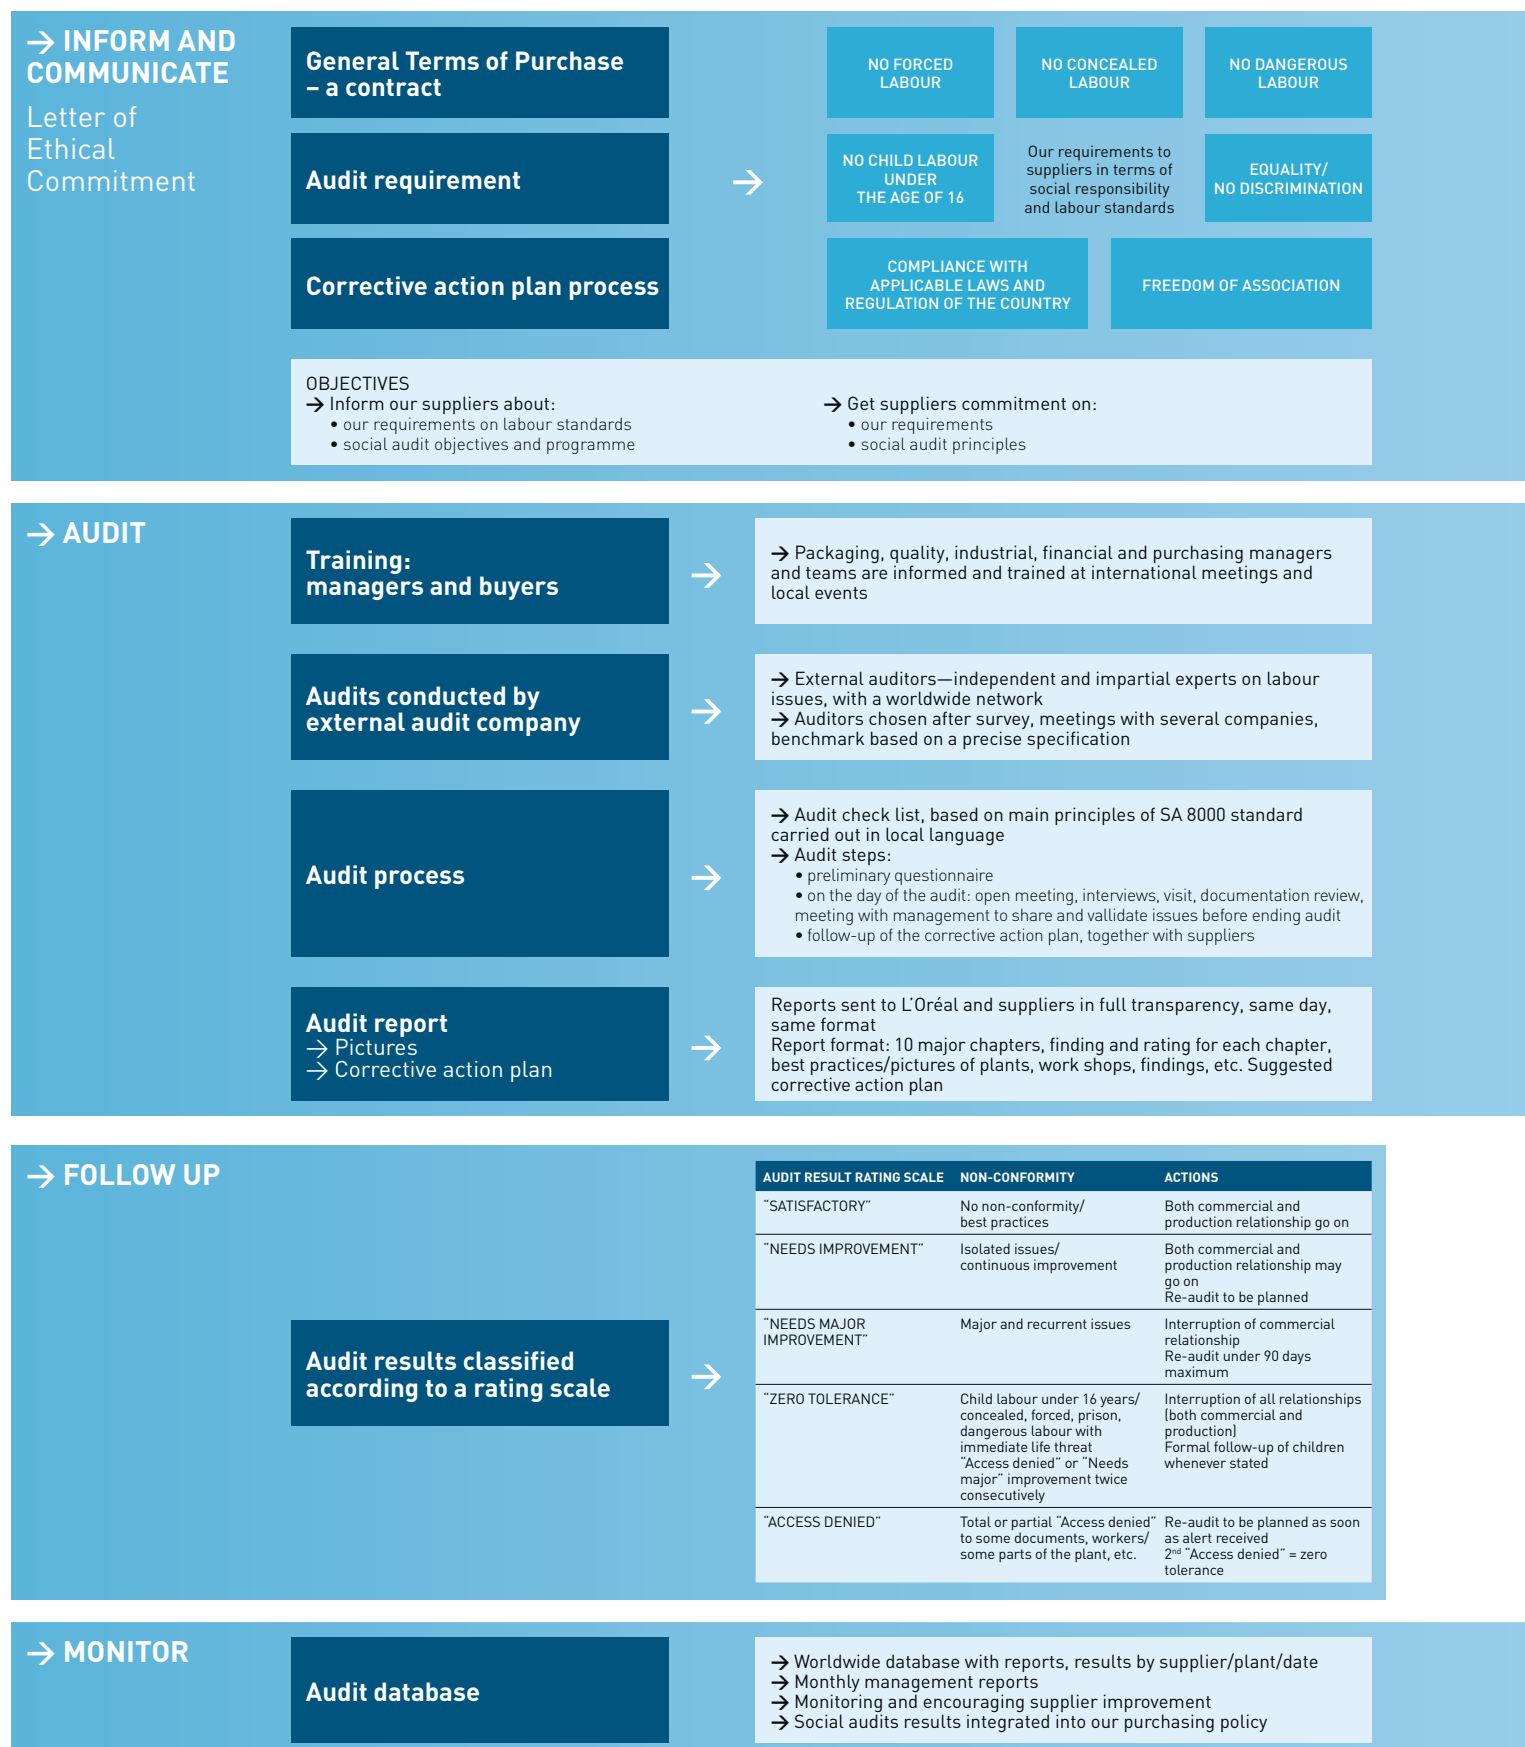 → INFORM AND
COMMUNICATE
Letter of
Ethical
Commitment
General Terms of Purchase
– a contract
Audit requirement
Corrective action plan process
→
NO FORCED
LABOUR
NO CONCEALED
LABOUR
NO DANGEROUS
LABOUR
NO CHILD LABOUR
UNDER
THE AGE OF 16
Our requirements to
suppliers in terms of
social responsibility
and labour standards
EQUALITY/
NO DISCRIMINATION
COMPLIANCE WITH
APPLICABLE LAWS AND
REGULATION OF THE COUNTRY
FREEDOM OF ASSOCIATION
OBJECTIVES
→ Inform our suppliers about:
• our requirements on labour standards
• social audit objectives and programme
→ Get suppliers commitment on:
• our requirements
• social audit principles
→ AUDIT
Training:
managers and buyers
→
→ Packaging, quality, industrial, financial and purchasing managers
and teams are informed and trained at international meetings and
local events
Audits conducted by
external audit company
→
→ External auditors—independent and impartial experts on labour
issues, with a worldwide network
→ Auditors chosen after survey, meetings with several companies,
benchmark based on a precise specification
Audit process
→
→ Audit check list, based on main principles of SA 8000 standard
carried out in local language
→ Audit steps:
• preliminary questionnaire
• on the day of the audit: open meeting, interviews, visit, documentation review,
meeting with management to share and vallidate issues before ending audit
• follow-up of the corrective action plan, together with suppliers
Audit report
→ Pictures
→ Corrective action plan
→
Reports sent to L'Oréal and suppliers in full transparency, same day,
same format
Report format: 10 major chapters, finding and rating for each chapter,
best practices/pictures of plants, work shops, findings, etc. Suggested
corrective action plan
→ FOLLOW UP
Audit results classified
according to a rating scale
→
AUDIT RESULT RATING SCALE NON-CONFORMITY ACTIONS
"SATISFACTORY"
No non-conformity/
best practices
Both commercial and
production relationship go on
"NEEDS IMPROVEMENT"
Isolated issues/
continuous improvement
Both commercial and
production relationship may
go on
Re-audit to be planned
"NEEDS MAJOR
IMPROVEMENT"
Major and recurrent issues
Interruption of commercial
relationship
Re-audit under 90 days
maximum
"ZERO TOLERANCE"
Child labour under 16 years/
concealed, forced, prison,
dangerous labour with
immediate life threat
"Access denied" or "Needs
major" improvement twice
consecutively
Interruption of all relationships
(both commercial and
production)
Formal follow-up of children
whenever stated
"ACCESS DENIED"
Total or partial "Access denied"
to some documents, workers/
some parts of the plant, etc.
Re-audit to be planned as soon
as alert received
2nd "Access denied" = zero
tolerance
→ MONITOR
Audit database
→ Worldwide database with reports, results by supplier/plant/date
→ Monthly management reports
→ Monitoring and encouraging supplier improvement
→ Social audits results integrated into our purchasing policy